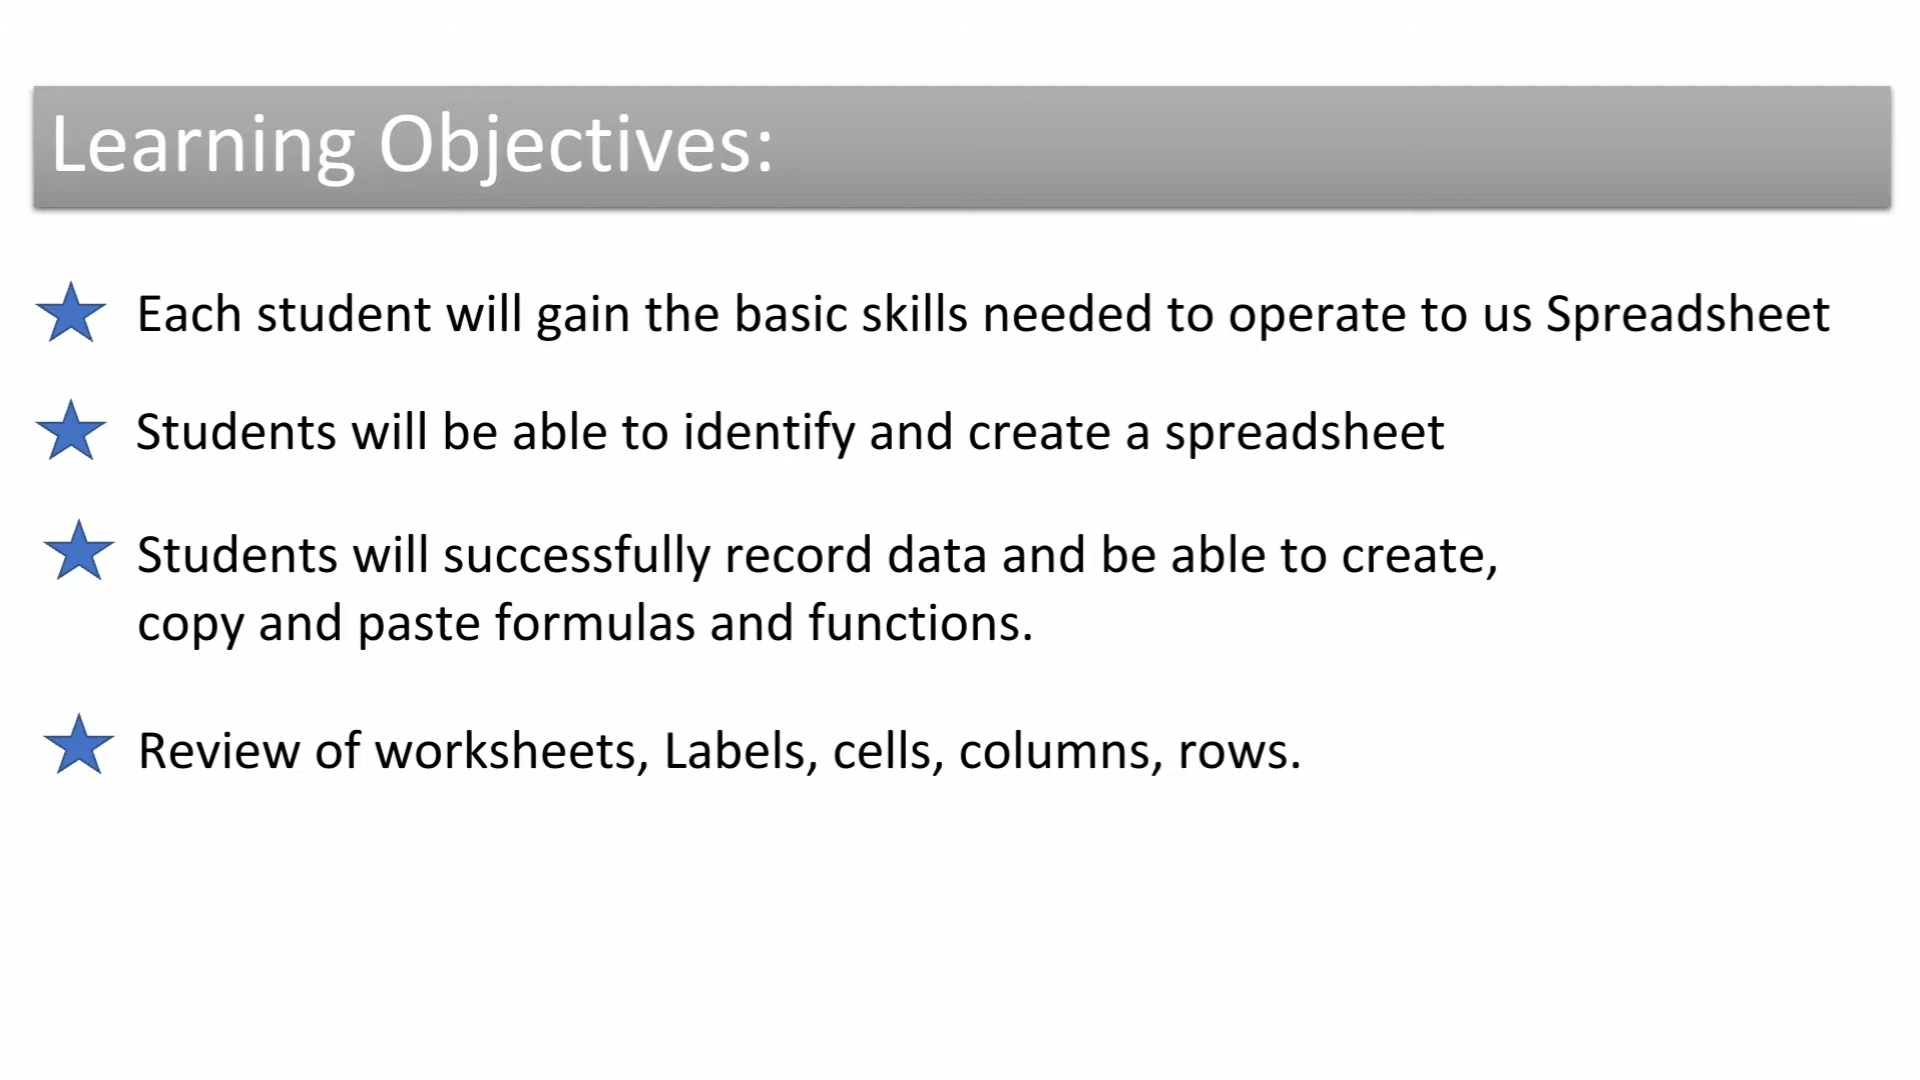 Learning Objectives:
Each student will gain the basic skills needed to operate to us Spreadsheet
Students will be able to identify and create a spreadsheet
Students will successfully record data and be able to create,
copy and paste formulas and functions.
Review of worksheets, Labels, cells, columns, rows.